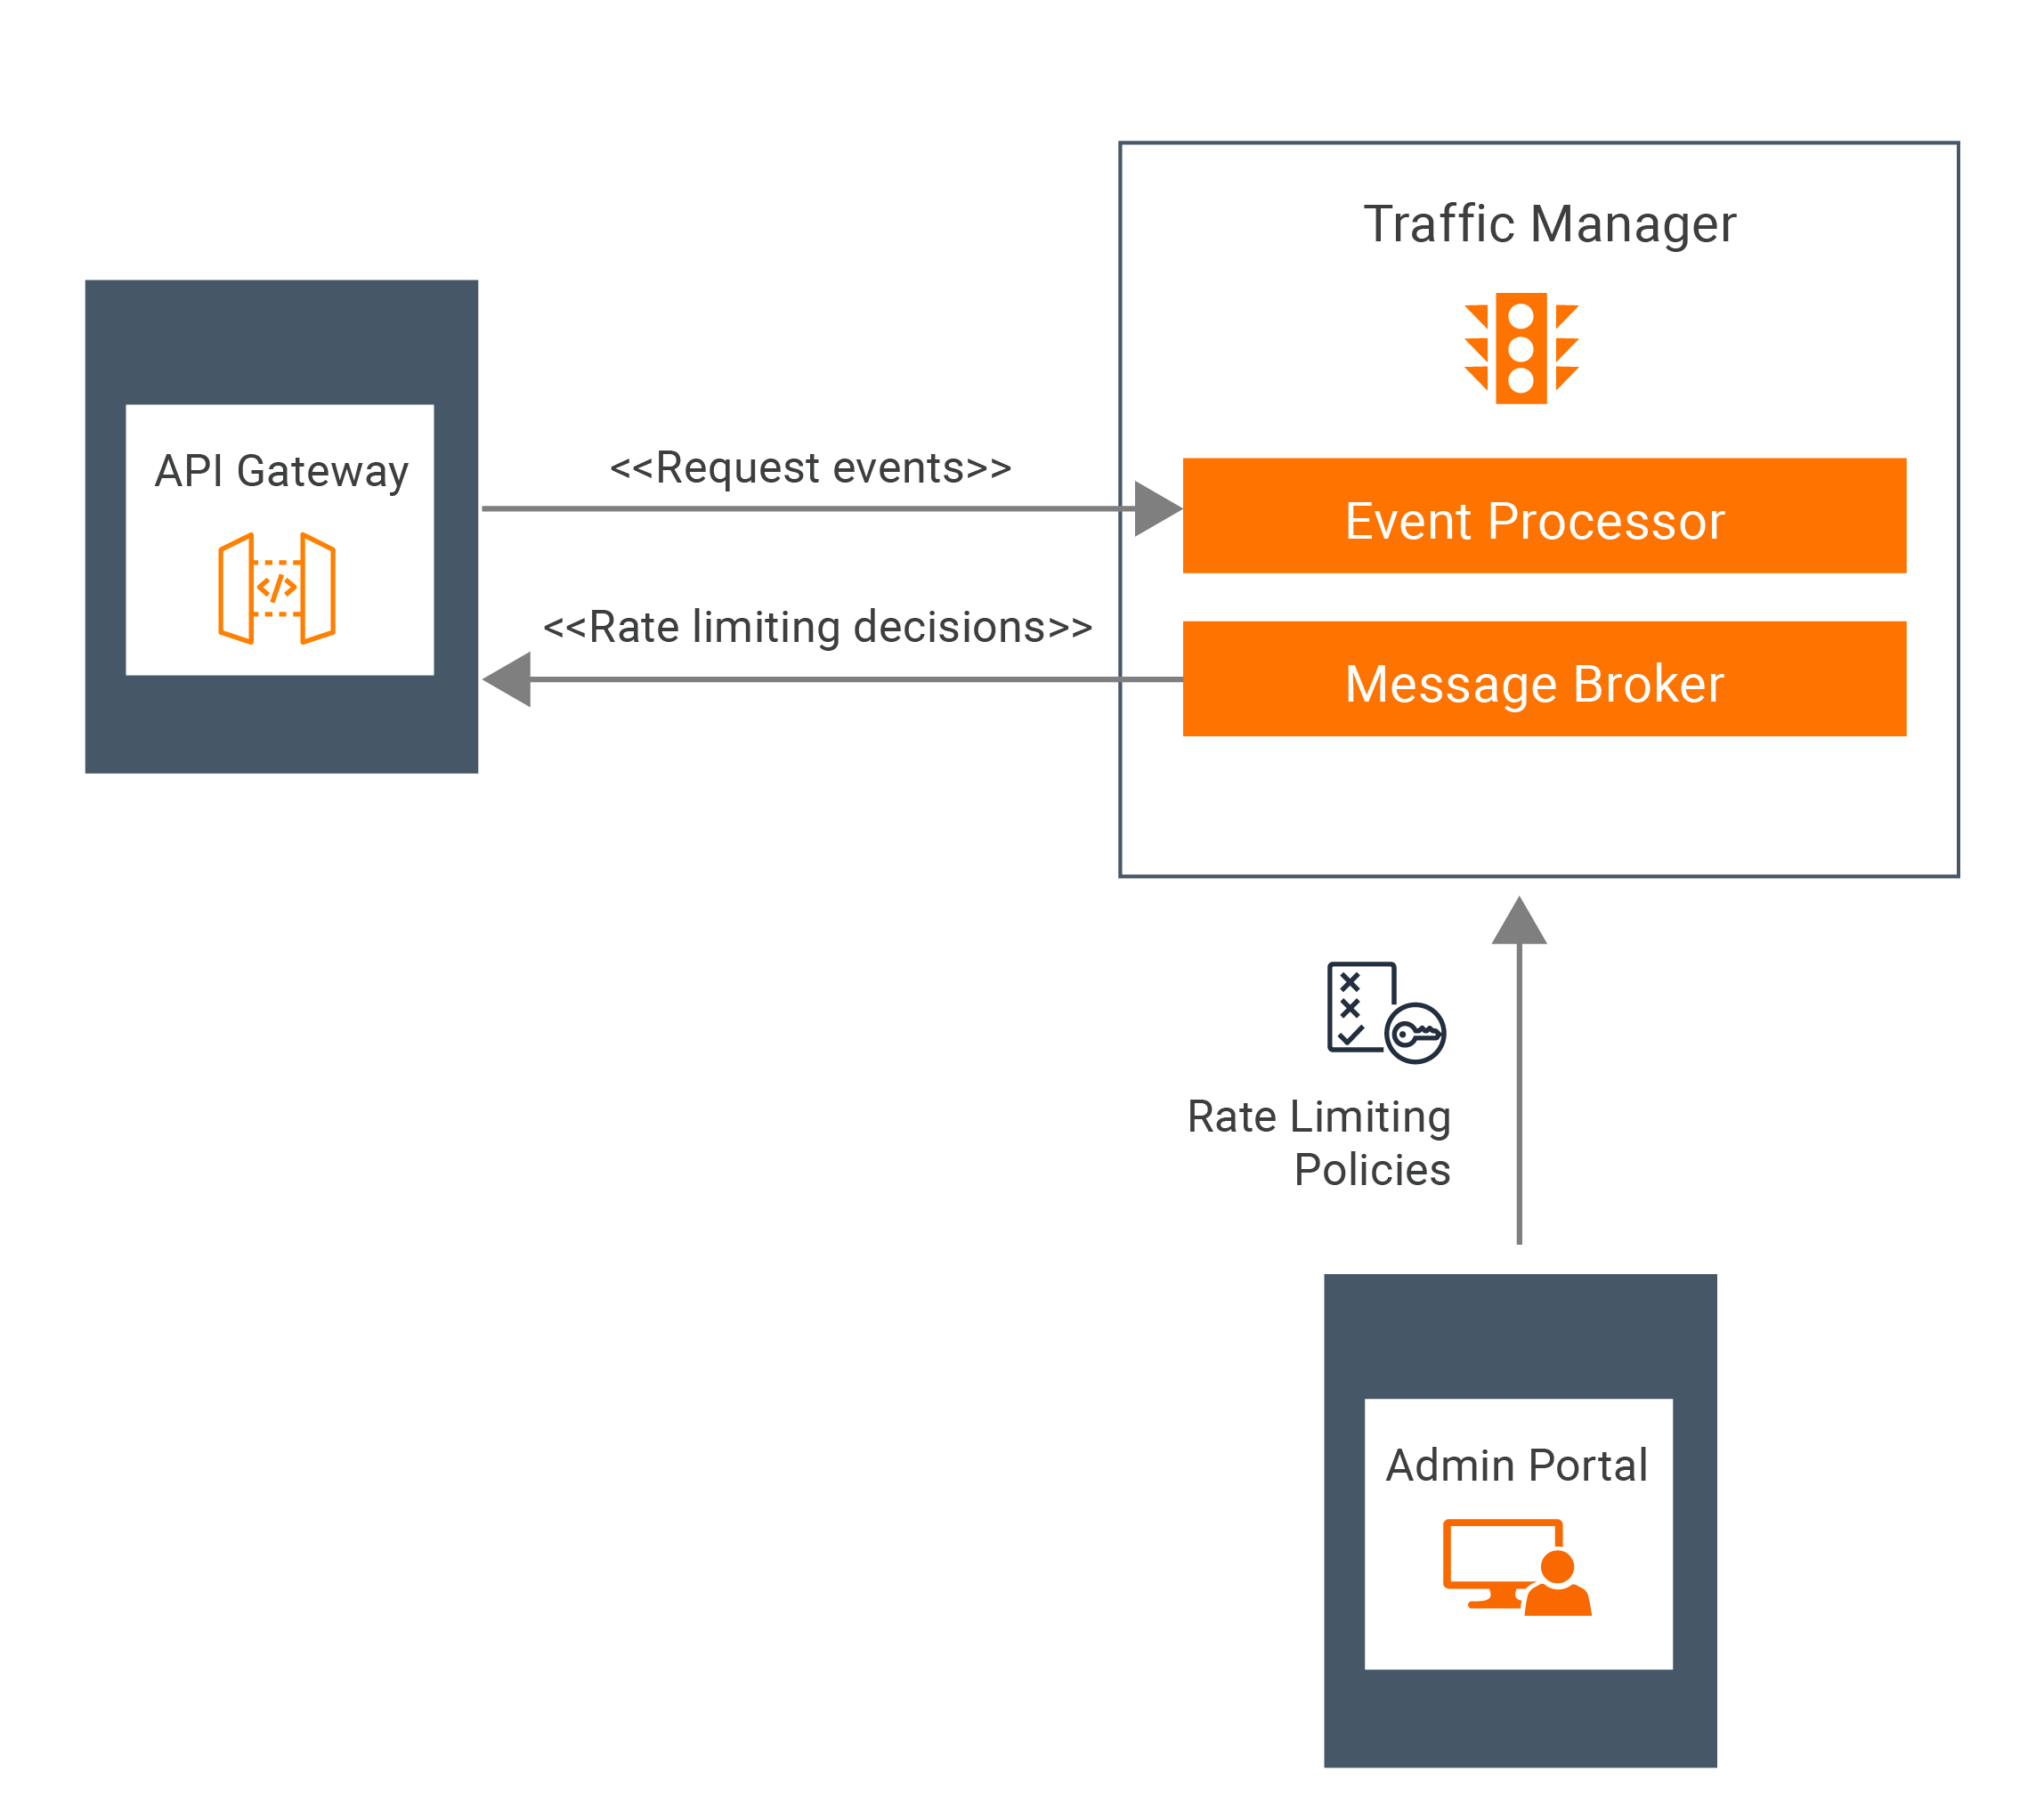 Traffic Manager
API Gateway
<<Request events>>
Event Processor
<<Rate limiting decisions>>
Message Broker
Rate Limiting
Policies
Admin Portal